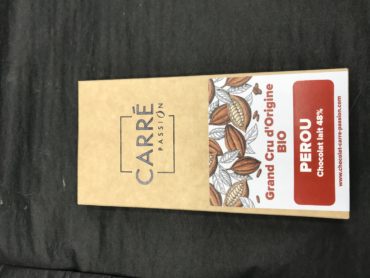 CARRÉ
PASSION
Grand Cru d'Origine
BIO
PEROU
Chocolat lait 48%
www.chocolat-carre-passion.com